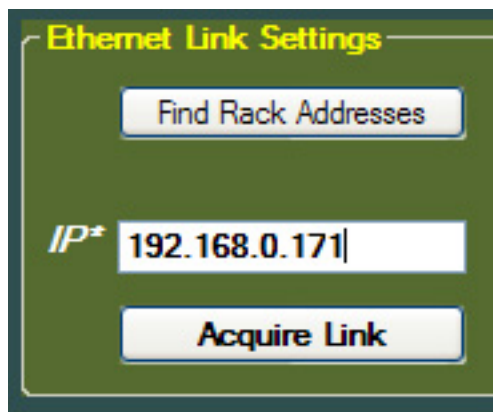 Ethernet Link Settings
Find Rack Addresses
IP* 192.168.0.171
Acquire Link